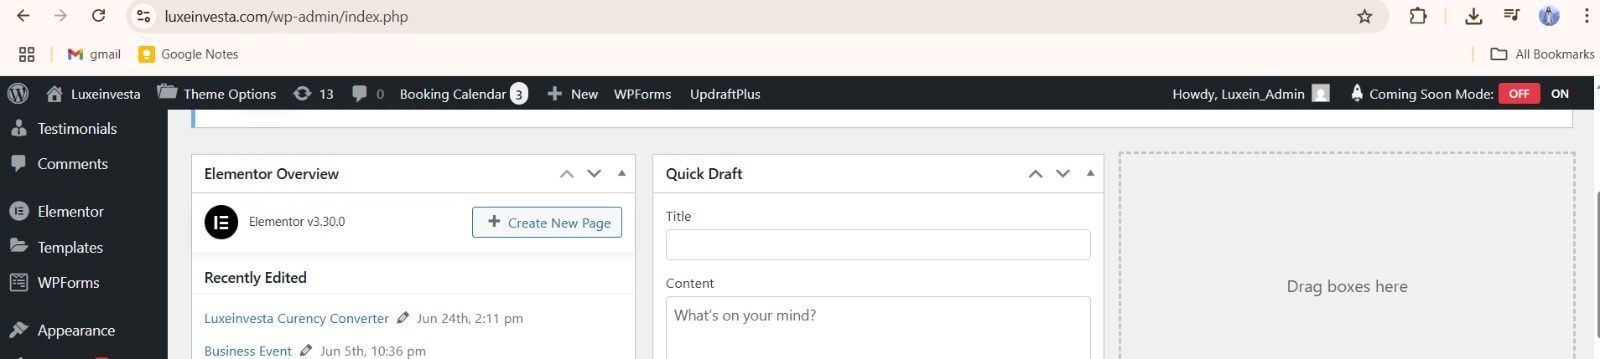 luxeinvesta.com/wp-admin/index.php
gmail Google Notes All Bookmarks
Luxeinvesta Theme Options 13 0 Booking Calendar 3 New WPForms UpdraftPlus Howdy, Luxein_Admin Coming Soon Mode: OFF ON
Testimonials
Comments
Elementor
Templates
WPForms
Appearance
Elementor Overview
Elementor v3.30.0 + Create New Page
Recently Edited
Luxeinvesta Curency Converter Jun 24th, 2:11 pm
Business Event Jun 5th, 10:36 pm
Quick Draft
Title
Content
What's on your mind?
Drag boxes here